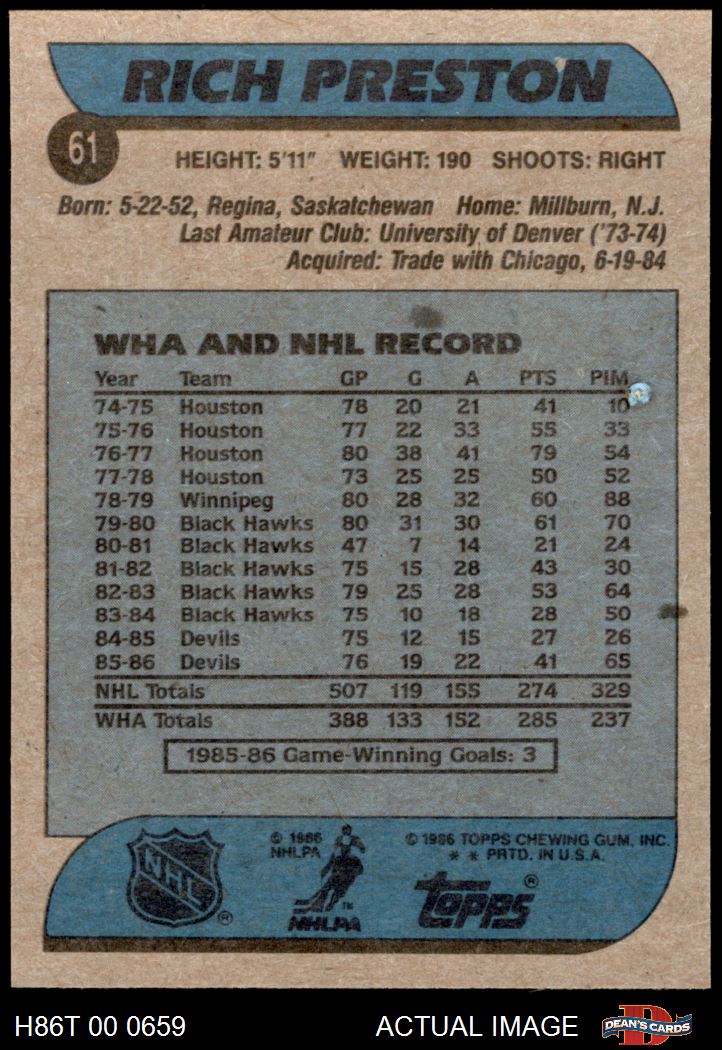 RICH PRESTON
61
HEIGHT: 5'11" WEIGHT: 190 SHOOTS: RIGHT
Born: 5-22-52, Regina, Saskatchewan Home: Millburn, N.J.
Last Amateur Club: University of Denver ('73-74)
Acquired: Trade with Chicago, 6-19-84
WHA AND NHL RECORD
Year Team GP G A PTS PIM
74-75 Houston 78 20 21 41 10
75-76 Houston 77 22 33 55 33
76-77 Houston 80 38 41 79 54
77-78 Houston 73 25 25 50 52
78-79 Winnipeg 80 28 32 60 88
79-80 Black Hawks 80 31 30 61 70
80-81 Black Hawks 47 7 14 21 24
81-82 Black Hawks 75 15 28 43 30
82-83 Black Hawks 79 25 28 53 64
83-84 Black Hawks 75 10 18 28 50
84-85 Devils 75 12 15 27 26
85-86 Devils 76 19 22 41 65
NHL Totals 507 119 155 274 329
WHA Totals 388 133 152 285 237
1985-86 Game-Winning Goals: 3
NHL ®
© 1986
NHLPA
™
NHLPA
© 1986 TOPPS CHEWING GUM, INC.
* * PRTD. IN U.S.A.
topps ®
H86T 00 0659 ACTUAL IMAGE
D DEAN'S CARDS